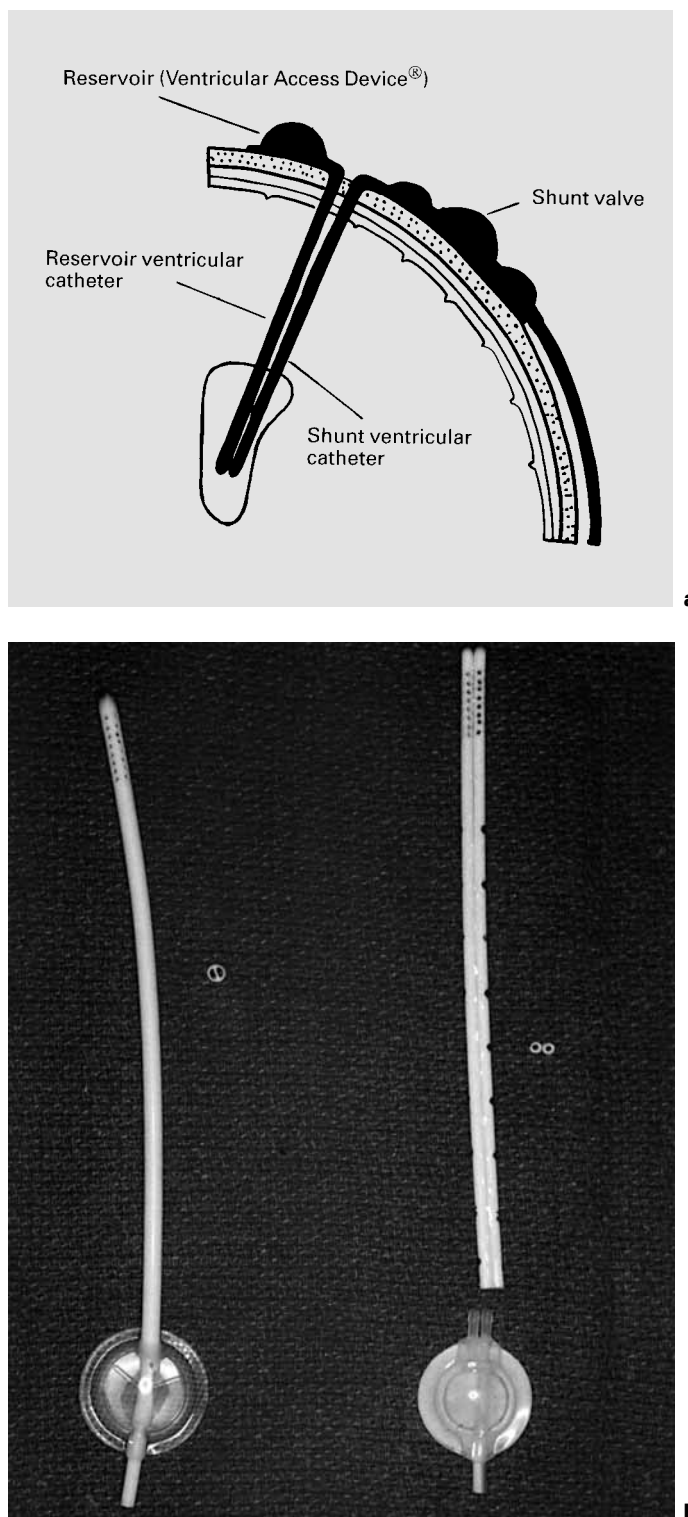 Reservoir (Ventricular Access Device®)
Shunt valve
Reservoir ventricular
catheter
Shunt ventricular
catheter